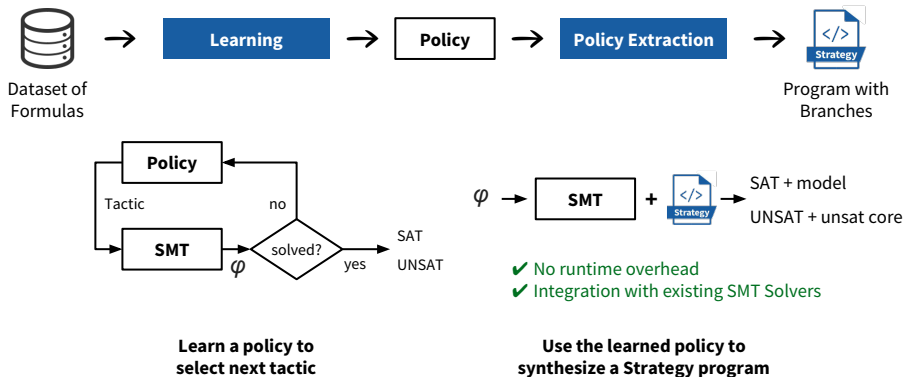 Learning
Policy
Policy Extraction
</>
Strategy
Dataset of
Formulas
Program with
Branches
Policy
Tactic
no
SMT
φ
solved?
yes
SAT
UNSAT
φ
SMT
+
</>
Strategy
SAT + model
UNSAT + unsat core
✔ No runtime overhead
✔ Integration with existing SMT Solvers
Learn a policy to
select next tactic
Use the learned policy to
synthesize a Strategy program